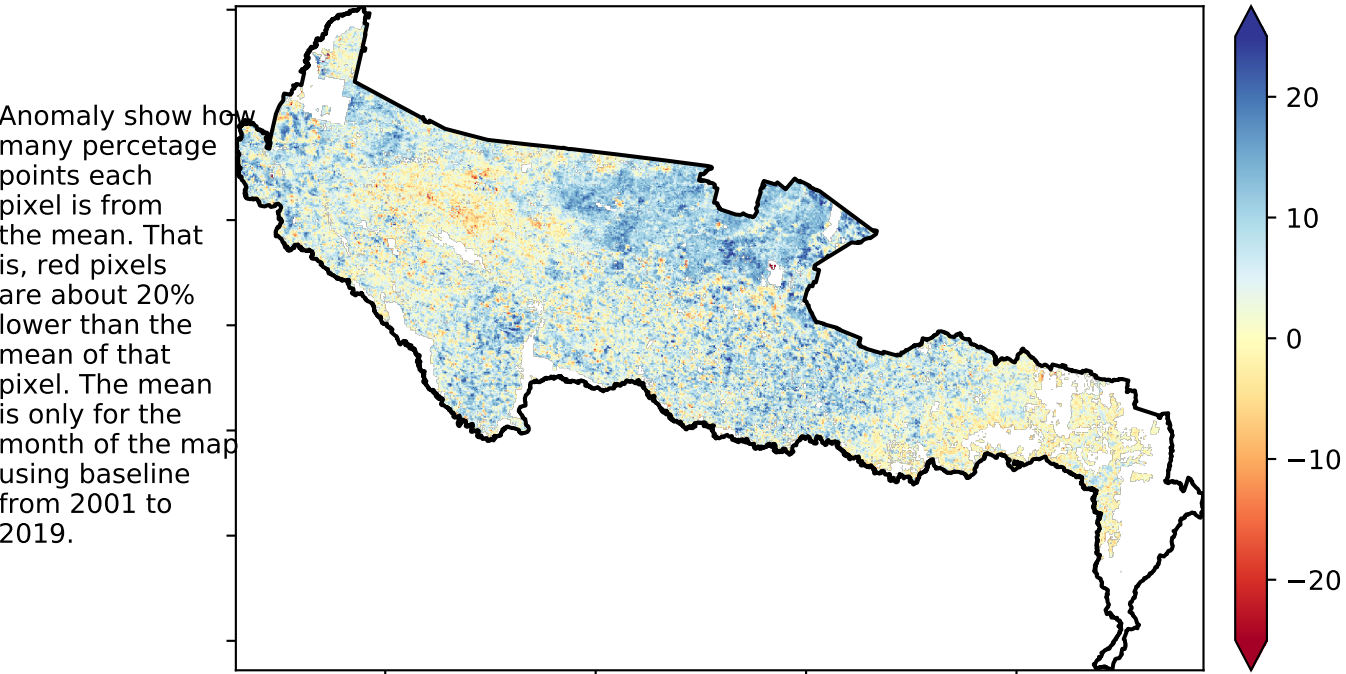 Anomaly show how
many percetage
points each
pixel is from
the mean. That
is, red pixels
are about 20%
lower than the
mean of that
pixel. The mean
is only for the
month of the map
using baseline
from 2001 to
2019.
20
10
0
−10
−20